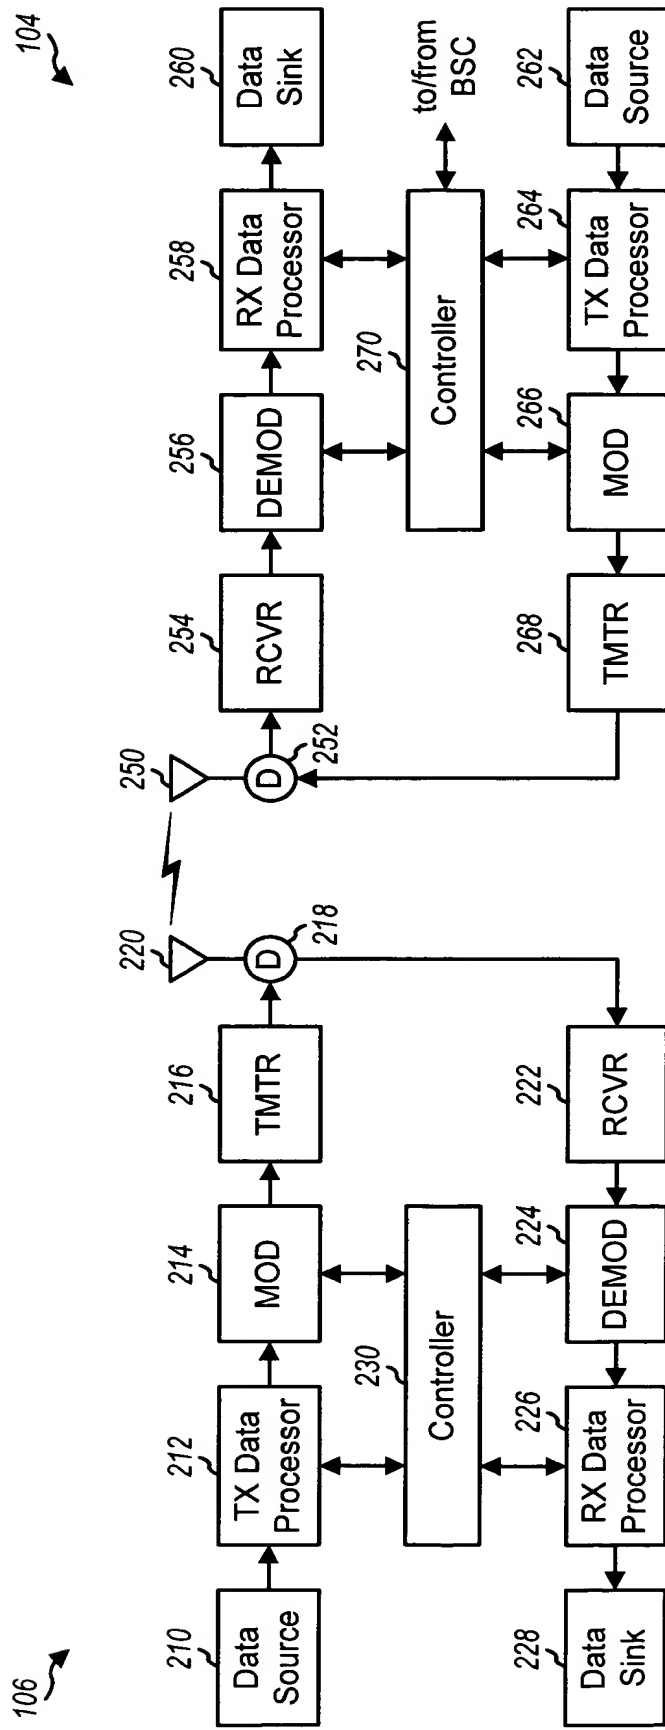 106
104
210
Data
Source
212
TX Data
Processor
214
MOD
216
TMTR
D
218
220
250
D
252
254
RCVR
256
DEMOD
258
RX Data
Processor
260
Data
Sink
230
Controller
270
Controller
to/from
BSC
228
Data
Sink
226
RX Data
Processor
224
DEMOD
222
RCVR
268
TMTR
266
MOD
264
TX Data
Processor
262
Data
Source